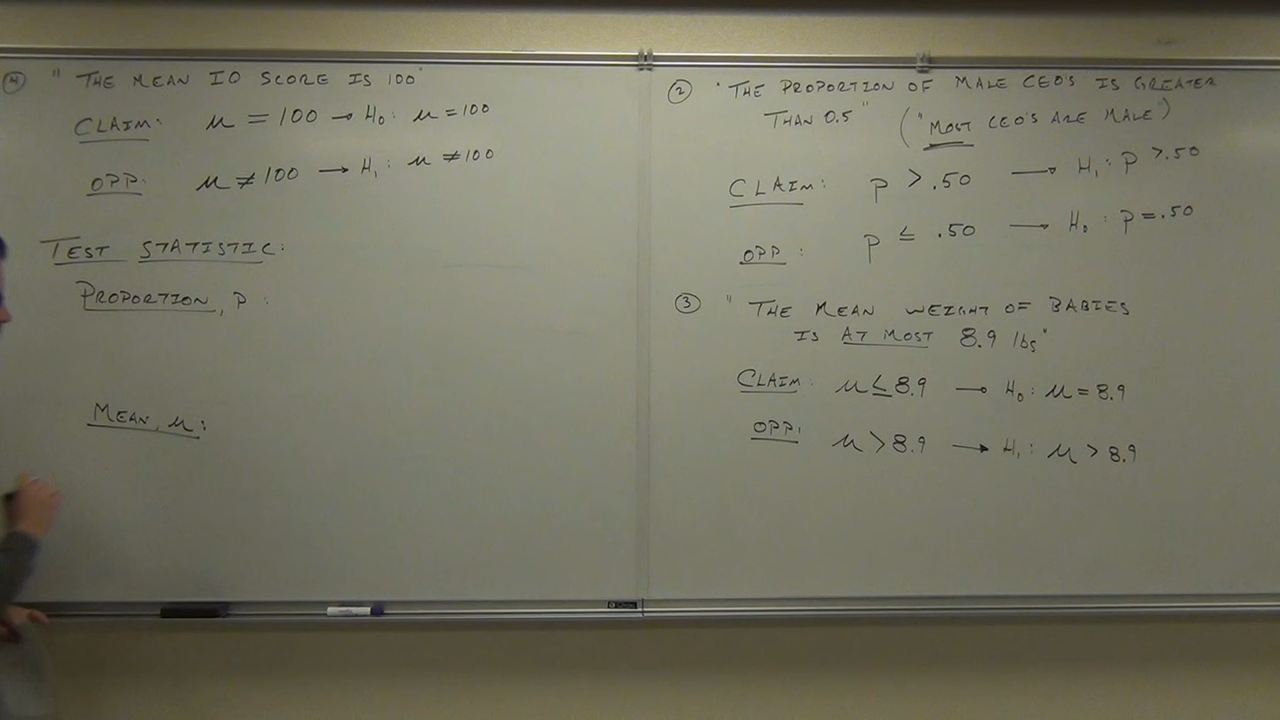 ④ " THE MEAN IQ SCORE IS 100"
CLAIM: μ = 100 → H₀: μ = 100
OPP: μ ≠ 100 → H₁: μ ≠ 100
TEST STATISTIC:
PROPORTION, P :
MEAN, μ:
② "THE PROPORTION OF MALE CEO'S IS GREATER
THAN 0.5" ("MOST CEO'S ARE MALE")
CLAIM: P > .50 → H₁: P > .50
OPP: P ≤ .50 → H₀: P = .50
③ " THE MEAN WEIGHT OF BABIES
IS AT MOST 8.9 lbs"
CLAIM: μ ≤ 8.9 → H₀: μ = 8.9
OPP: μ > 8.9 → H₁: μ > 8.9